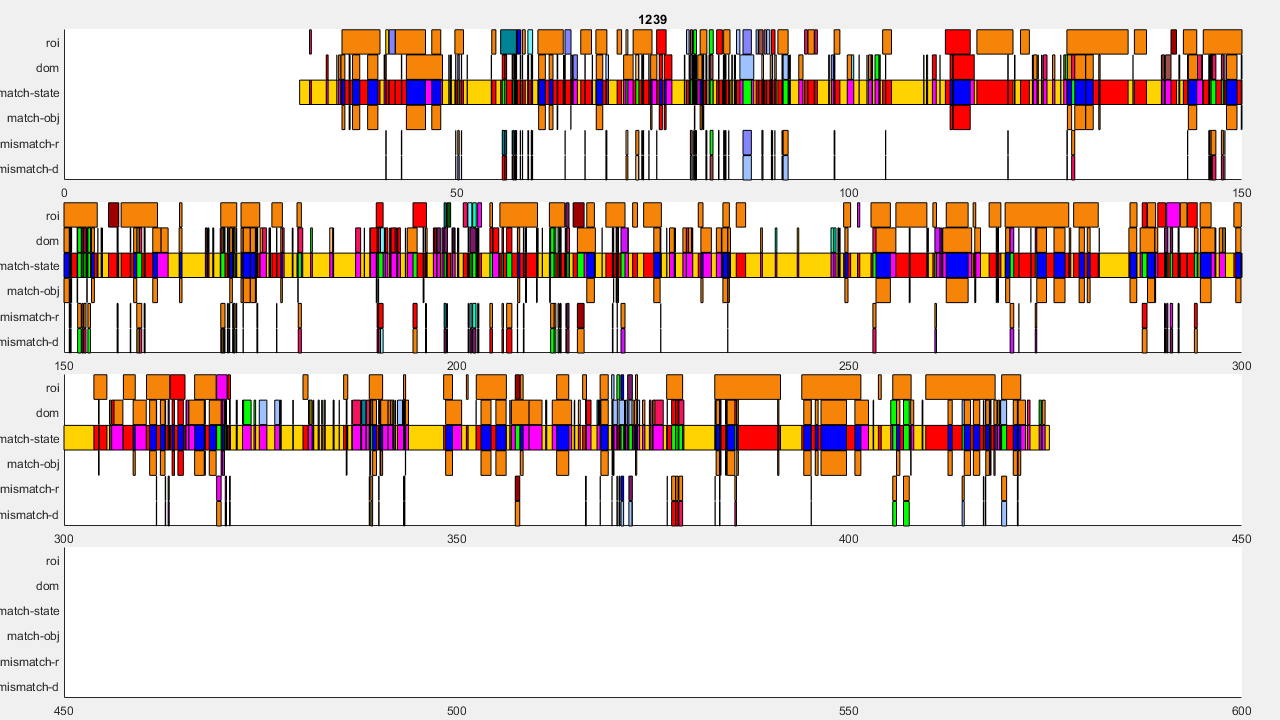 1239
roi
dom
match-state
match-obj
mismatch-r
mismatch-d
0 50 100 150
roi
dom
match-state
match-obj
mismatch-r
mismatch-d
150 200 250 300
roi
dom
match-state
match-obj
mismatch-r
mismatch-d
300 350 400 450
roi
dom
match-state
match-obj
mismatch-r
mismatch-d
450 500 550 600